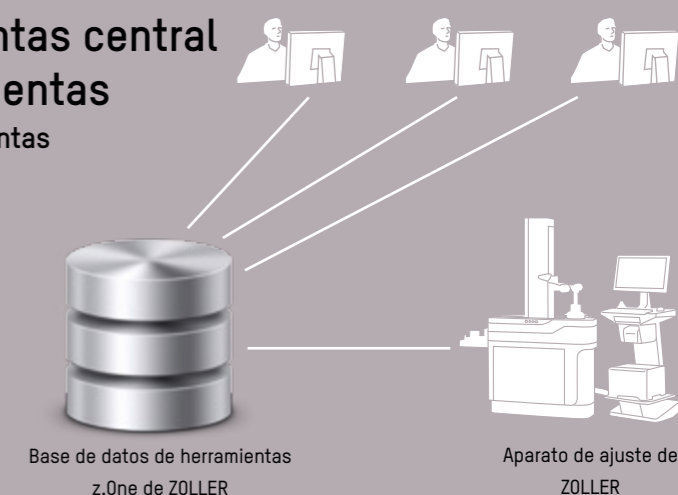 ntas central
entas
ntas
Base de datos de herramientas
z.One de ZOLLER
Aparato de ajuste de
ZOLLER